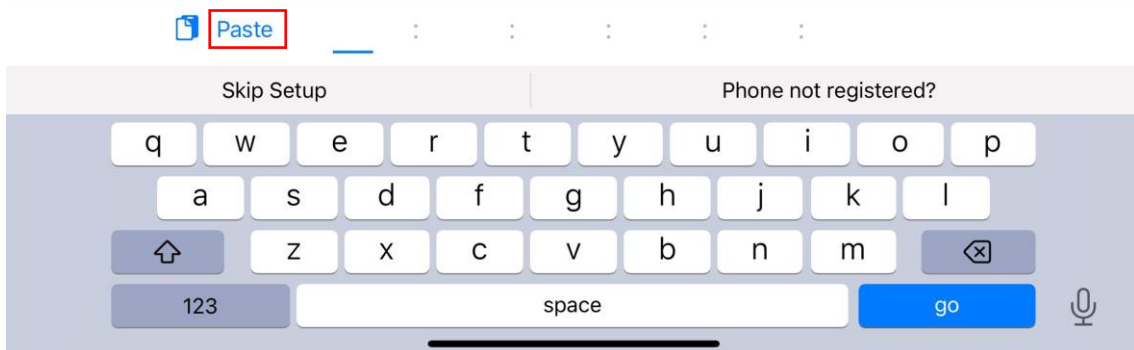 Paste : : : : :
Skip Setup Phone not registered?
q w e r t y u i o p
a s d f g h j k l
z x c v b n m
123 space go